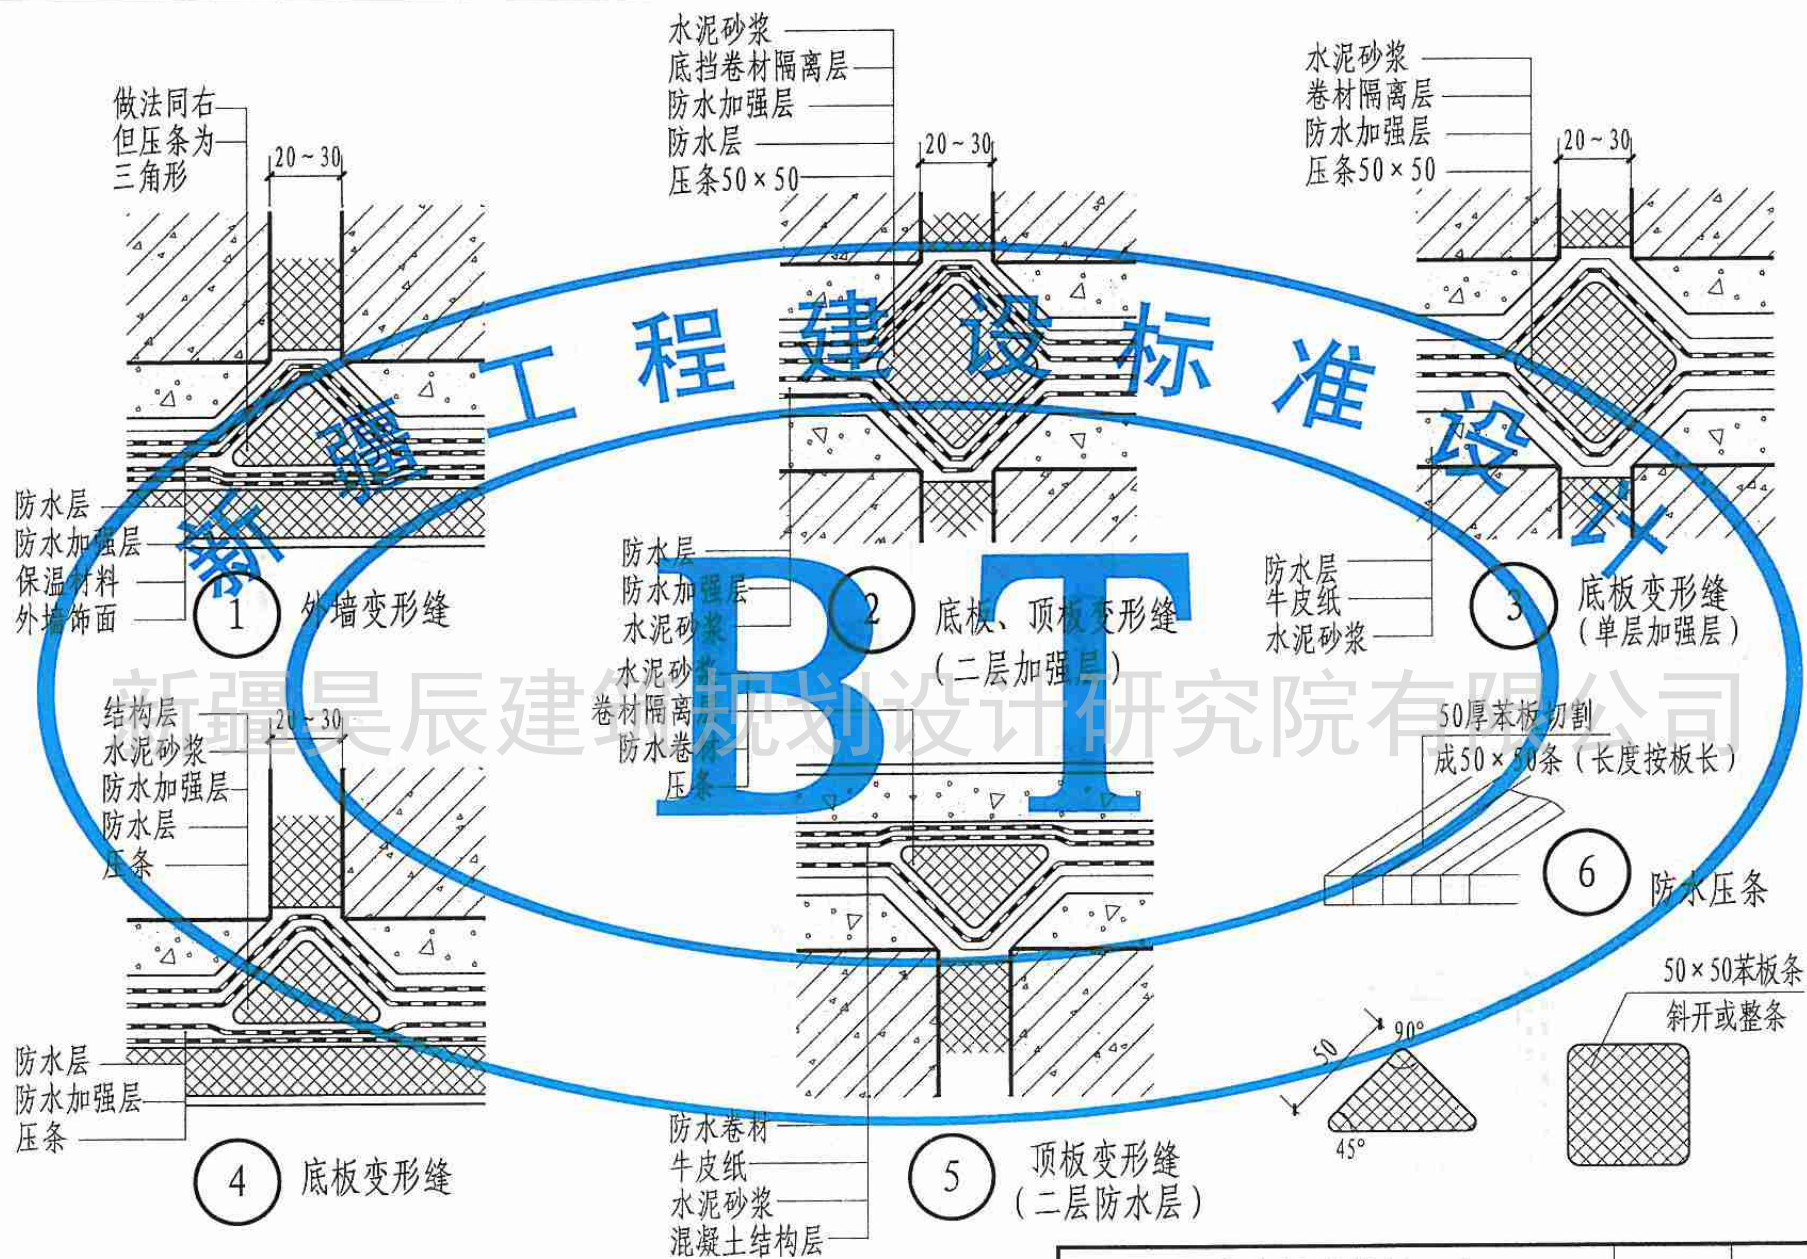 做法同右
但压条为
三角形
20~30
防水层
防水加强层
保温材料
外墙饰面
1
外墙变形缝
水泥砂浆
底挡卷材隔离层
防水加强层
防水层
压条50×50
20~30
防水层
防水加强层
水泥砂浆
2
底板、顶板变形缝
(二层加强层)
水泥砂浆
卷材隔离层
防水加强层
压条50×50
20~30
防水层
牛皮纸
水泥砂浆
3
底板变形缝
(单层加强层)
新疆工程建设标准设计
BT
新疆昊辰建筑规划设计研究院有限公司
结构层
水泥砂浆
防水加强层
防水层
压条
20~30
防水层
防水加强层
压条
4
底板变形缝
水泥砂浆
卷材隔离层
防水卷材
压条
防水卷材
牛皮纸
水泥砂浆
混凝土结构层
5
顶板变形缝
(二层防水层)
50厚苯板切割
成50×50条(长度按板长)
6
防水压条
50
90°
45°
50×50苯板条
斜开或整条